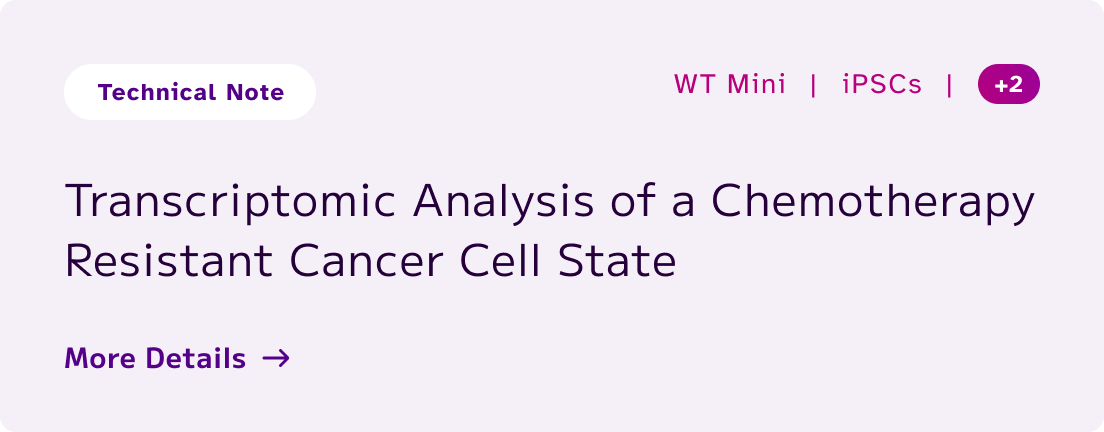 Technical Note
WT Mini | iPSCs | +2
Transcriptomic Analysis of a Chemotherapy
Resistant Cancer Cell State
More Details →